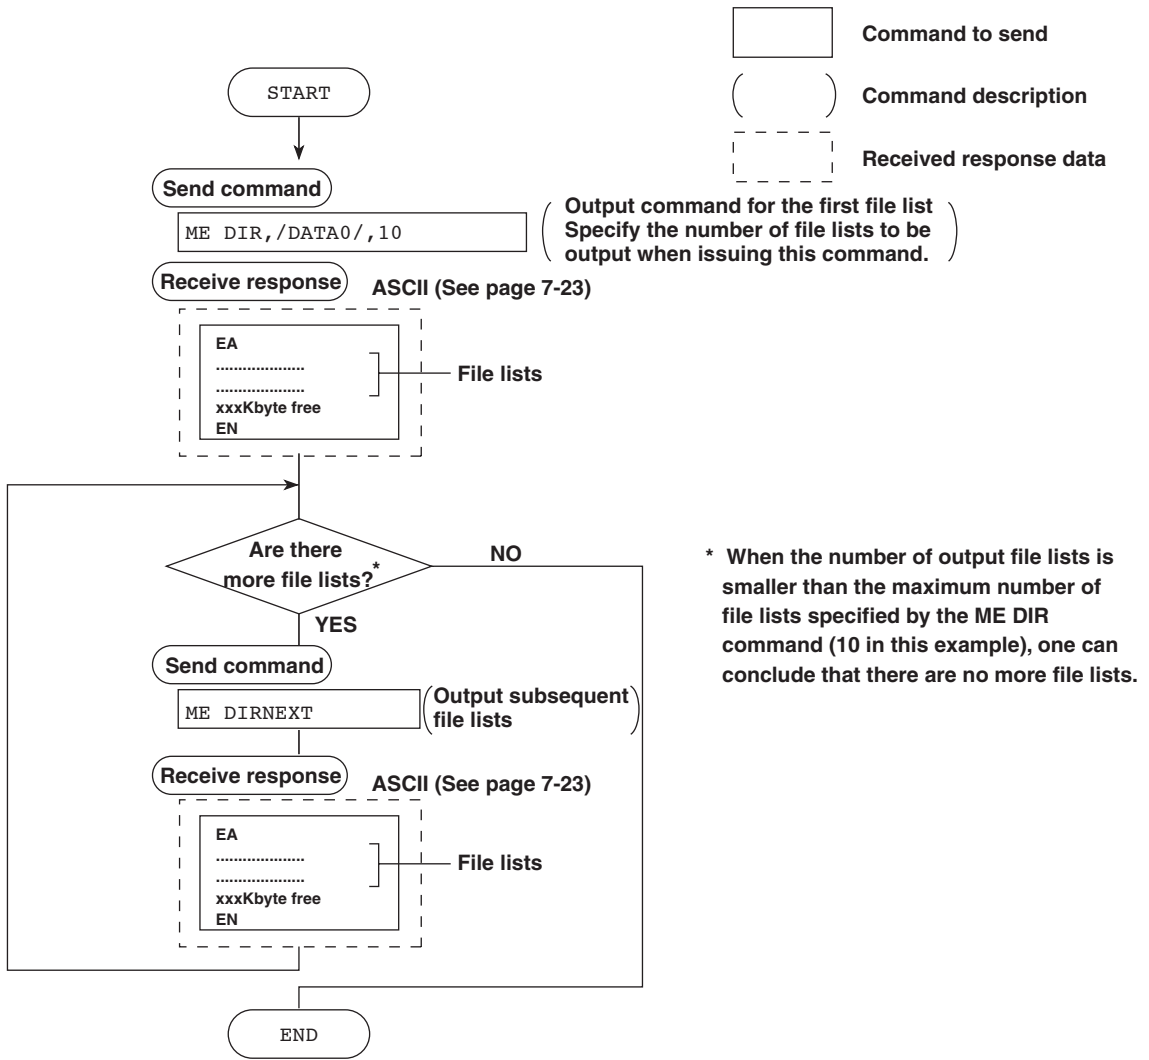 Command to send
Command description
Received response data
START
Send command
ME DIR,/DATA0/,10
Output command for the first file list
Specify the number of file lists to be
output when issuing this command.
Receive response
ASCII (See page 7-23)
EA
.....................
.....................
xxxKbyte free
EN
File lists
Are there
more file lists?*
NO
YES
* When the number of output file lists is
smaller than the maximum number of
file lists specified by the ME DIR
command (10 in this example), one can
conclude that there are no more file lists.
Send command
ME DIRNEXT
Output subsequent
file lists
Receive response
ASCII (See page 7-23)
EA
.....................
.....................
xxxKbyte free
EN
File lists
END